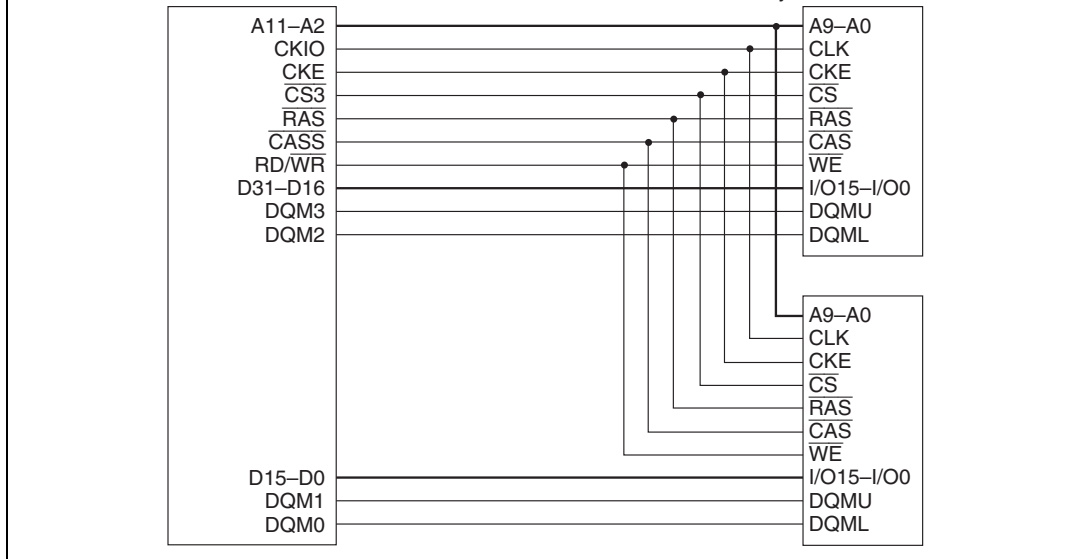 A11–A2
CKIO
CKE
CS3
RAS
CASS
RD/WR
D31–D16
DQM3
DQM2
D15–D0
DQM1
DQM0
A9–A0
CLK
CKE
CS
RAS
CAS
WE
I/O15–I/O0
DQMU
DQML
A9–A0
CLK
CKE
CS
RAS
CAS
WE
I/O15–I/O0
DQMU
DQML